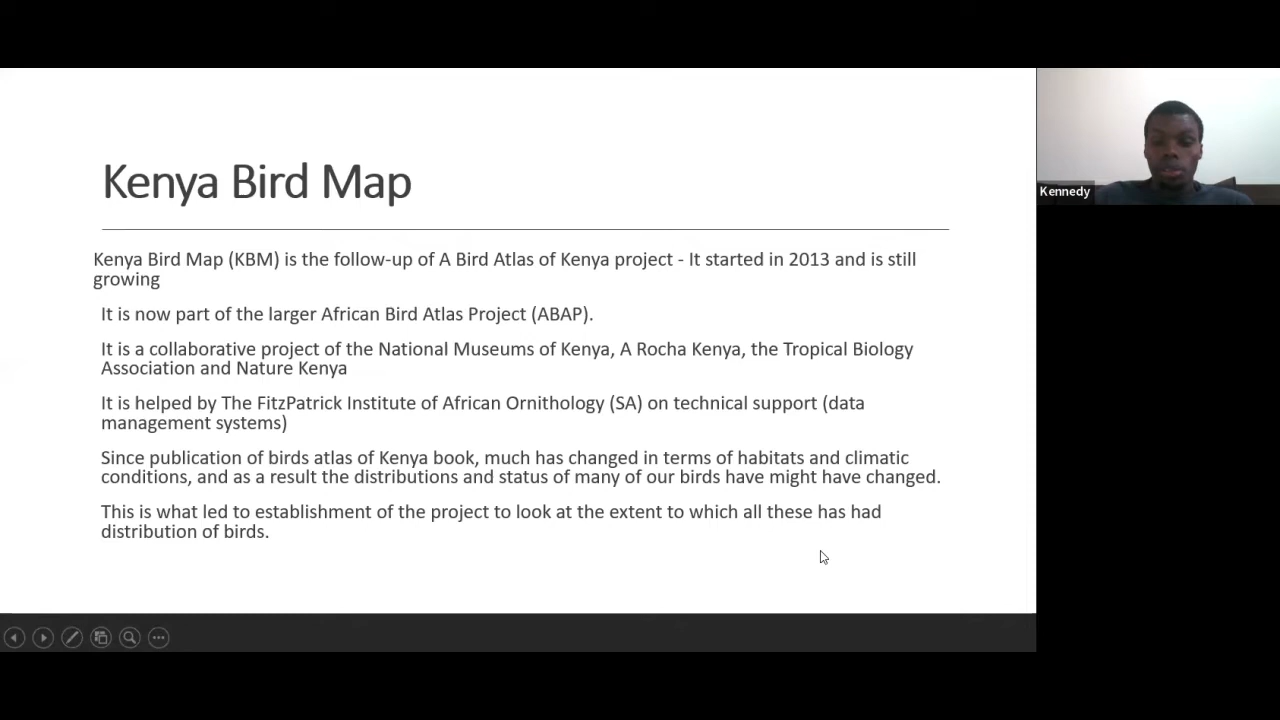 Kenya Bird Map
Kenya Bird Map (KBM) is the follow-up of A Bird Atlas of Kenya project - It started in 2013 and is still
growing
It is now part of the larger African Bird Atlas Project (ABAP).
It is a collaborative project of the National Museums of Kenya, A Rocha Kenya, the Tropical Biology
Association and Nature Kenya
It is helped by The FitzPatrick Institute of African Ornithology (SA) on technical support (data
management systems)
Since publication of birds atlas of Kenya book, much has changed in terms of habitats and climatic
conditions, and as a result the distributions and status of many of our birds have might have changed.
This is what led to establishment of the project to look at the extent to which all these has had
distribution of birds.
Kennedy